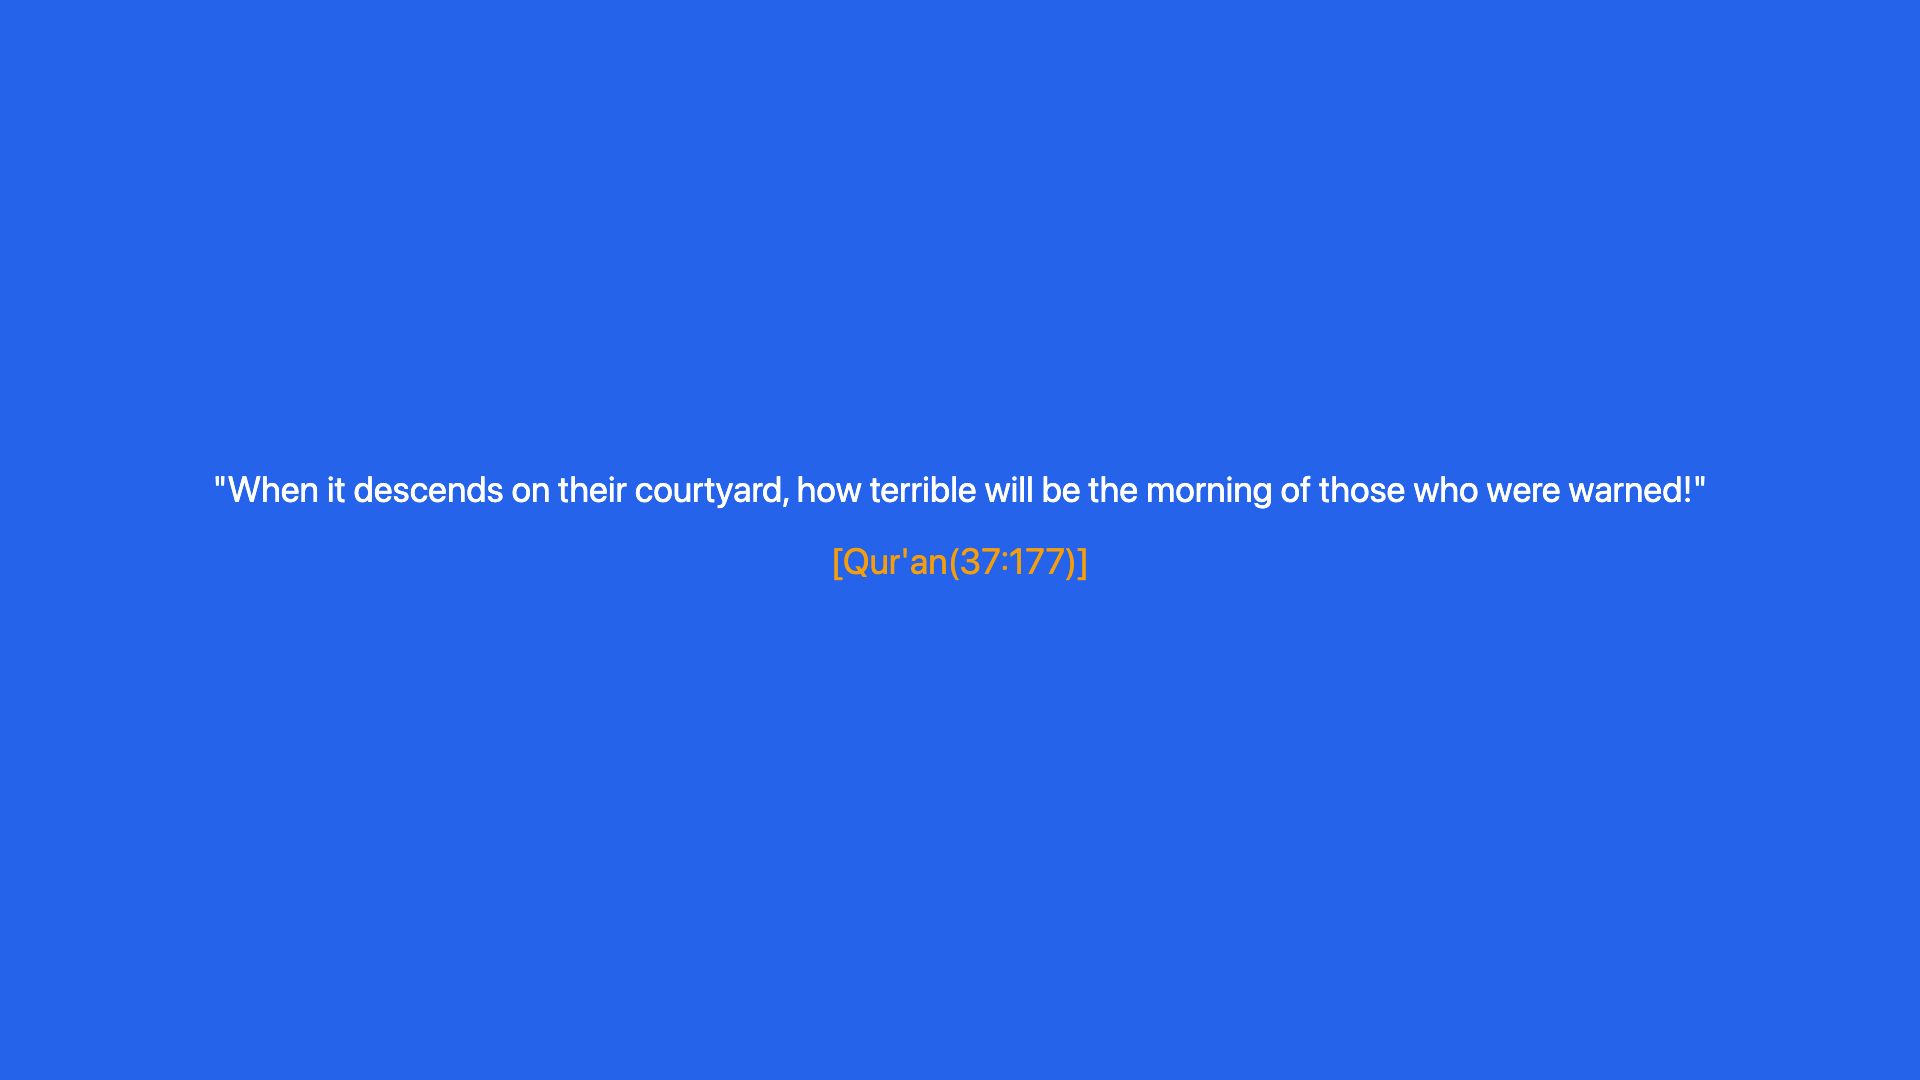 "When it descends on their courtyard, how terrible will be the morning of those who were warned!"
[Qur'an(37:177)]